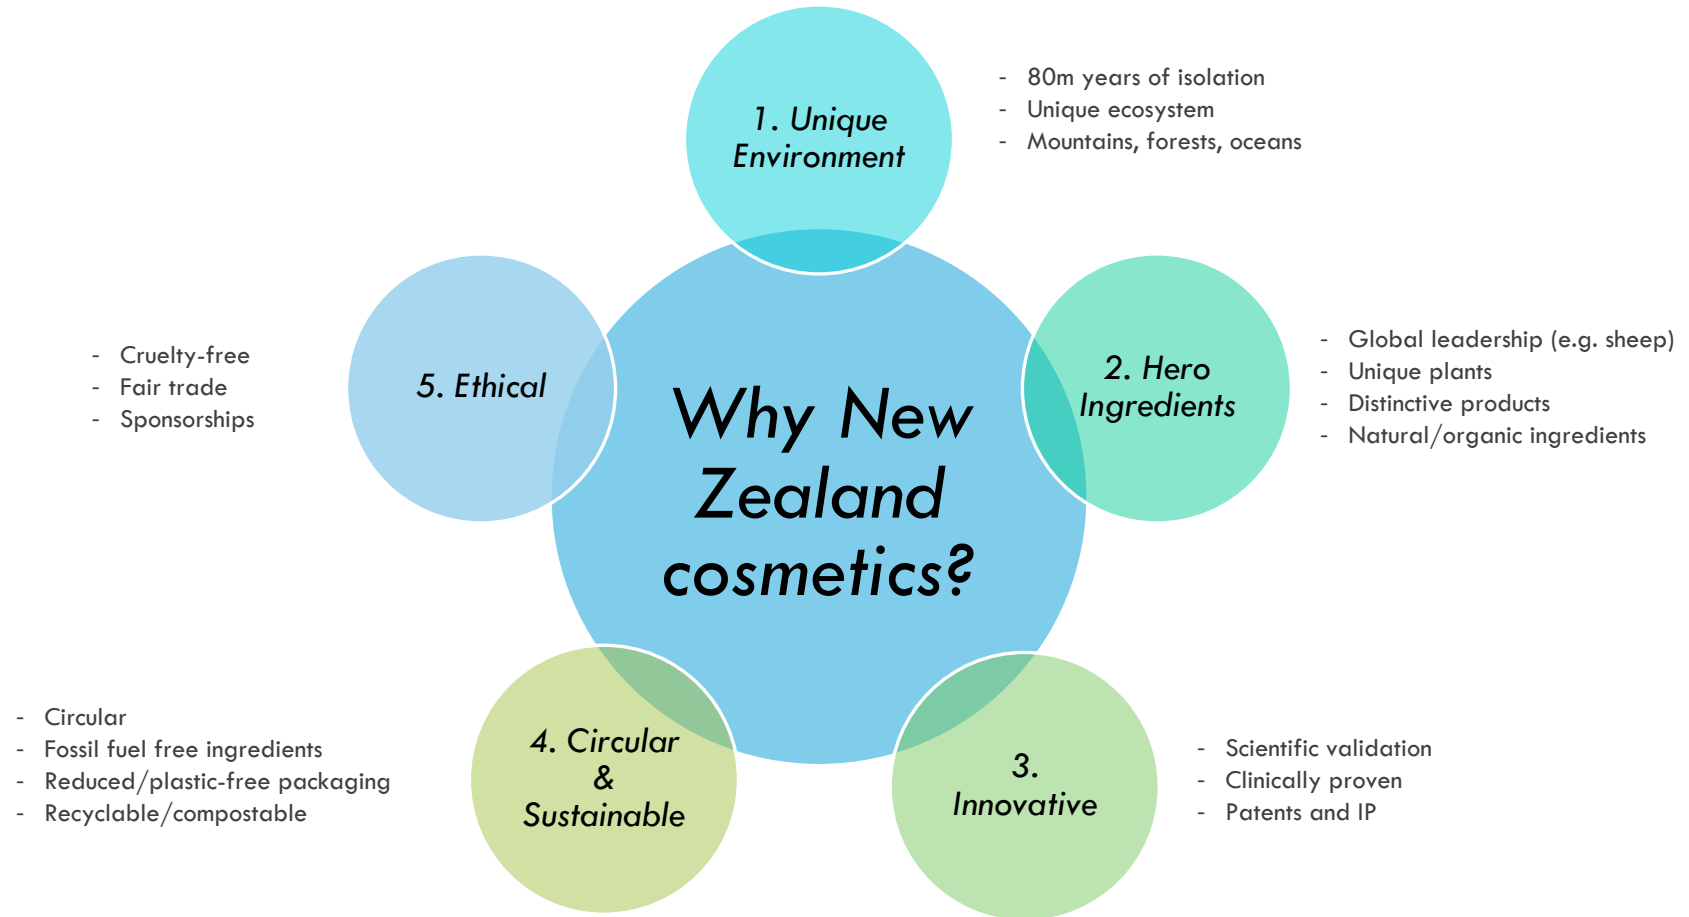 Why New
Zealand
cosmetics?
1. Unique
Environment
- 80m years of isolation
- Unique ecosystem
- Mountains, forests, oceans
2. Hero
Ingredients
- Global leadership (e.g. sheep)
- Unique plants
- Distinctive products
- Natural/organic ingredients
3.
Innovative
- Scientific validation
- Clinically proven
- Patents and IP
4. Circular
&
Sustainable
- Circular
- Fossil fuel free ingredients
- Reduced/plastic-free packaging
- Recyclable/compostable
5. Ethical
- Cruelty-free
- Fair trade
- Sponsorships